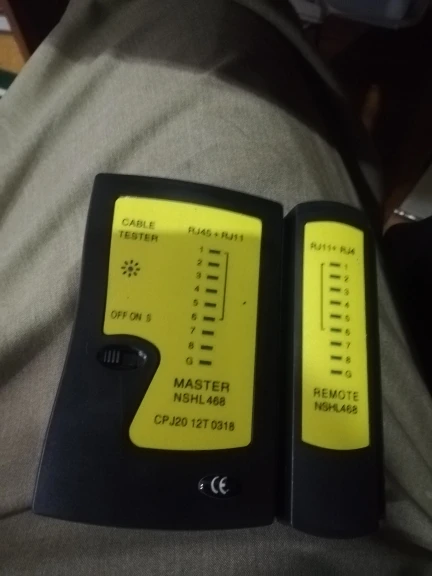 CABLE
TESTER
OFF ON S
RJ45 + RJ11
1
2
3
4
5
6
7
8
G
MASTER
NSHL468
CPJ20 12T 0318
CE
RJ11+ RJ4
1
2
3
4
5
6
7
8
G
REMOTE
NSHL468